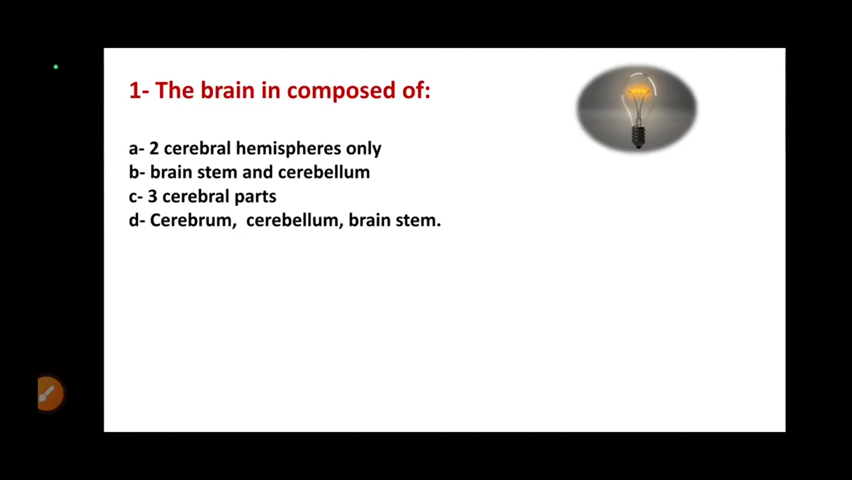 1- The brain in composed of:
a- 2 cerebral hemispheres only
b- brain stem and cerebellum
c- 3 cerebral parts
d- Cerebrum, cerebellum, brain stem.